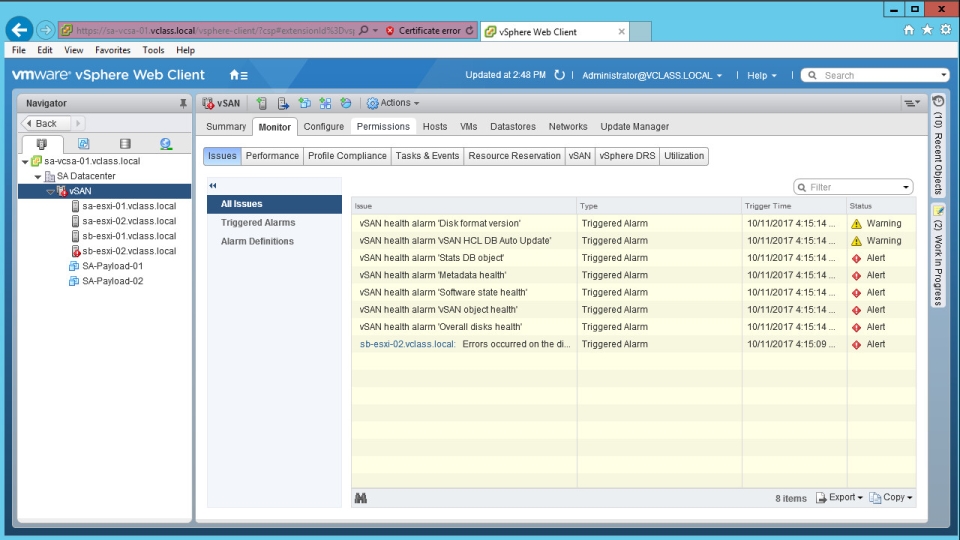 https://sa-vcsa-01.vclass.local/vsphere-client/?csp#extensionId%3Dvsp Certificate error vSphere Web Client
File Edit View Favorites Tools Help
vmware® vSphere Web Client Updated at 2:48 PM Administrator@VCLASS.LOCAL Help Search
Navigator
Back
sa-vcsa-01.vclass.local
SA Datacenter
vSAN
sa-esxi-01.vclass.local
sa-esxi-02.vclass.local
sb-esxi-01.vclass.local
sb-esxi-02.vclass.local
SA-Payload-01
SA-Payload-02
vSAN Actions
Summary Monitor Configure Permissions Hosts VMs Datastores Networks Update Manager
Issues Performance Profile Compliance Tasks & Events Resource Reservation vSAN vSphere DRS Utilization
All Issues
Triggered Alarms
Alarm Definitions
Filter
Issue Type Trigger Time Status
vSAN health alarm 'Disk format version' Triggered Alarm 10/11/2017 4:15:14 ... Warning
vSAN health alarm 'vSAN HCL DB Auto Update' Triggered Alarm 10/11/2017 4:15:14 ... Warning
vSAN health alarm 'Stats DB object' Triggered Alarm 10/11/2017 4:15:14 ... Alert
vSAN health alarm 'Metadata health' Triggered Alarm 10/11/2017 4:15:14 ... Alert
vSAN health alarm 'Software state health' Triggered Alarm 10/11/2017 4:15:14 ... Alert
vSAN health alarm 'vSAN object health' Triggered Alarm 10/11/2017 4:15:14 ... Alert
vSAN health alarm 'Overall disks health' Triggered Alarm 10/11/2017 4:15:14 ... Alert
sb-esxi-02.vclass.local: Errors occurred on the di... Triggered Alarm 10/11/2017 4:15:09 ... Alert
8 items Export Copy
(10) Recent Objects
(2) Work In Progress